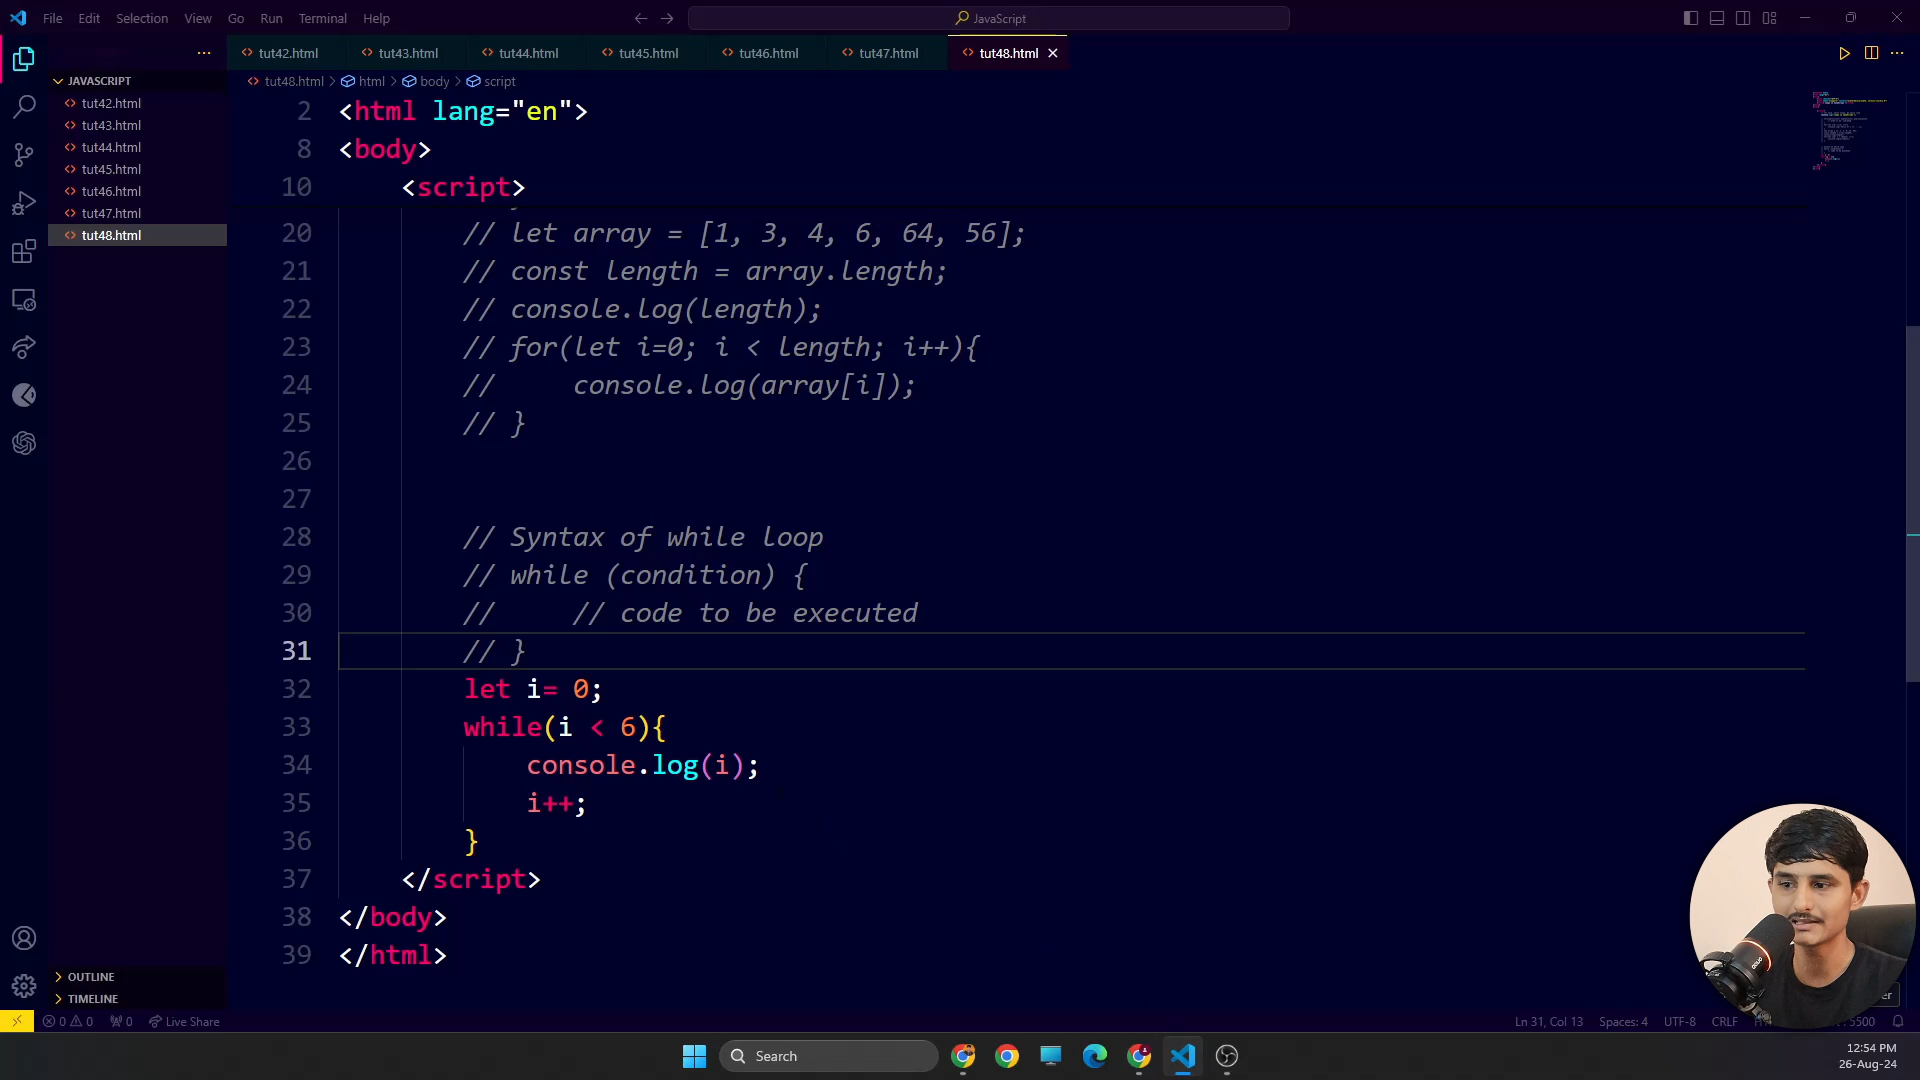 File Edit Selection View Go Run Terminal Help
JavaScript
tut42.html tut43.html tut44.html tut45.html tut46.html tut47.html tut48.html
JAVASCRIPT
tut42.html
tut43.html
tut44.html
tut45.html
tut46.html
tut47.html
tut48.html
OUTLINE
TIMELINE
tut48.html > html > body > script
2 <html lang="en">
8 <body>
10 <script>
20 // let array = [1, 3, 4, 6, 64, 56];
21 // const length = array.length;
22 // console.log(length);
23 // for(let i=0; i < length; i++){
24 //     console.log(array[i]);
25 // }
26
27
28 // Syntax of while loop
29 // while (condition) {
30 //     // code to be executed
31 // }
32 let i= 0;
33 while(i < 6){
34 console.log(i);
35 i++;
36 }
37 </script>
38 </body>
39 </html>
0 0 0 Live Share
Ln 31, Col 13 Spaces: 4 UTF-8 CRLF : 5500
Search
12:54 PM
26-Aug-24